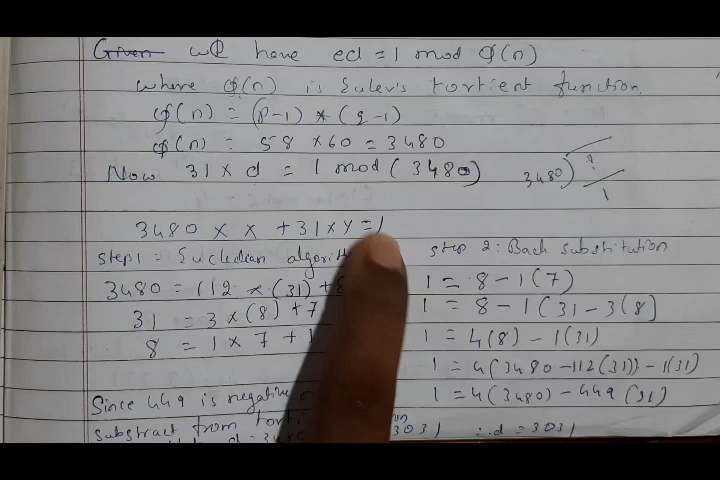 Given we have ed = 1 mod φ(n)
where φ(n) is Euler's tortient function.
φ(n) = (p-1) * (q-1)
φ(n) = 58 × 60 = 3480
Now 31 × d = 1 mod (3480)
3480) ?
1
3480 × x + 31 × y = 1
Step1 = Eucledian algorit
3480 = 112 × (31) + 8
31 = 3 × (8) + 7
8 = 1 × 7 + 1
Since 449 is negative
substract from torti
step 2: Back substitution
1 = 8 - 1(7)
1 = 8 - 1(31 - 3(8)
1 = 4(8) - 1(31)
1 = 4(3480 - 112(31)) - 1(31)
1 = 4(3480) - 449(31)
3031 ∴ d = 3031